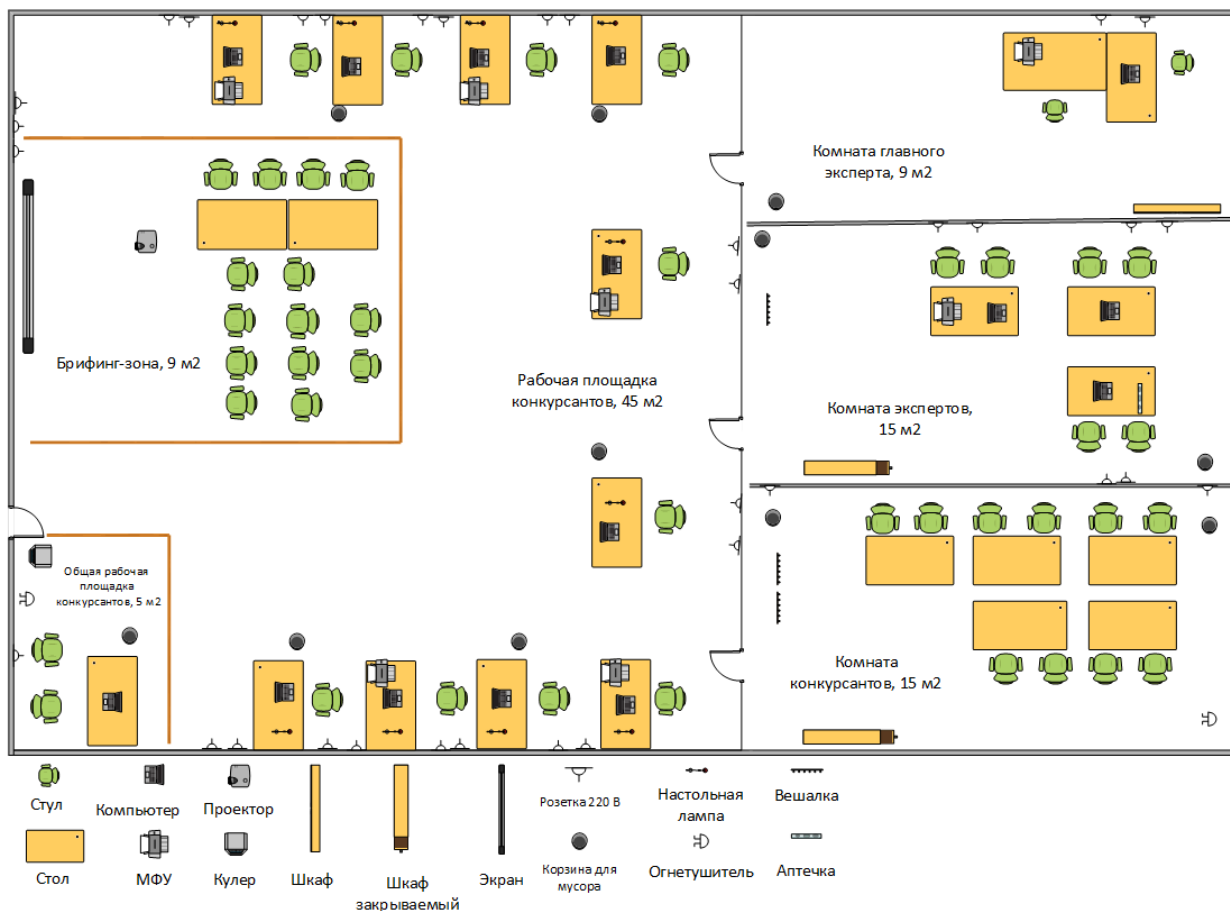 Комната главного
эксперта, 9 м2
Брифинг-зона, 9 м2
Рабочая площадка
конкурсантов, 45 м2
Комната экспертов,
15 м2
Общая рабочая
площадка
конкурсантов, 5 м2
Комната
конкурсантов, 15 м2
Стул
Компьютер
Проектор
Розетка 220 В
Настольная
лампа
Вешалка
Стол
МФУ
Кулер
Шкаф
Шкаф
закрываемый
Экран
Корзина для
мусора
Огнетушитель
Аптечка